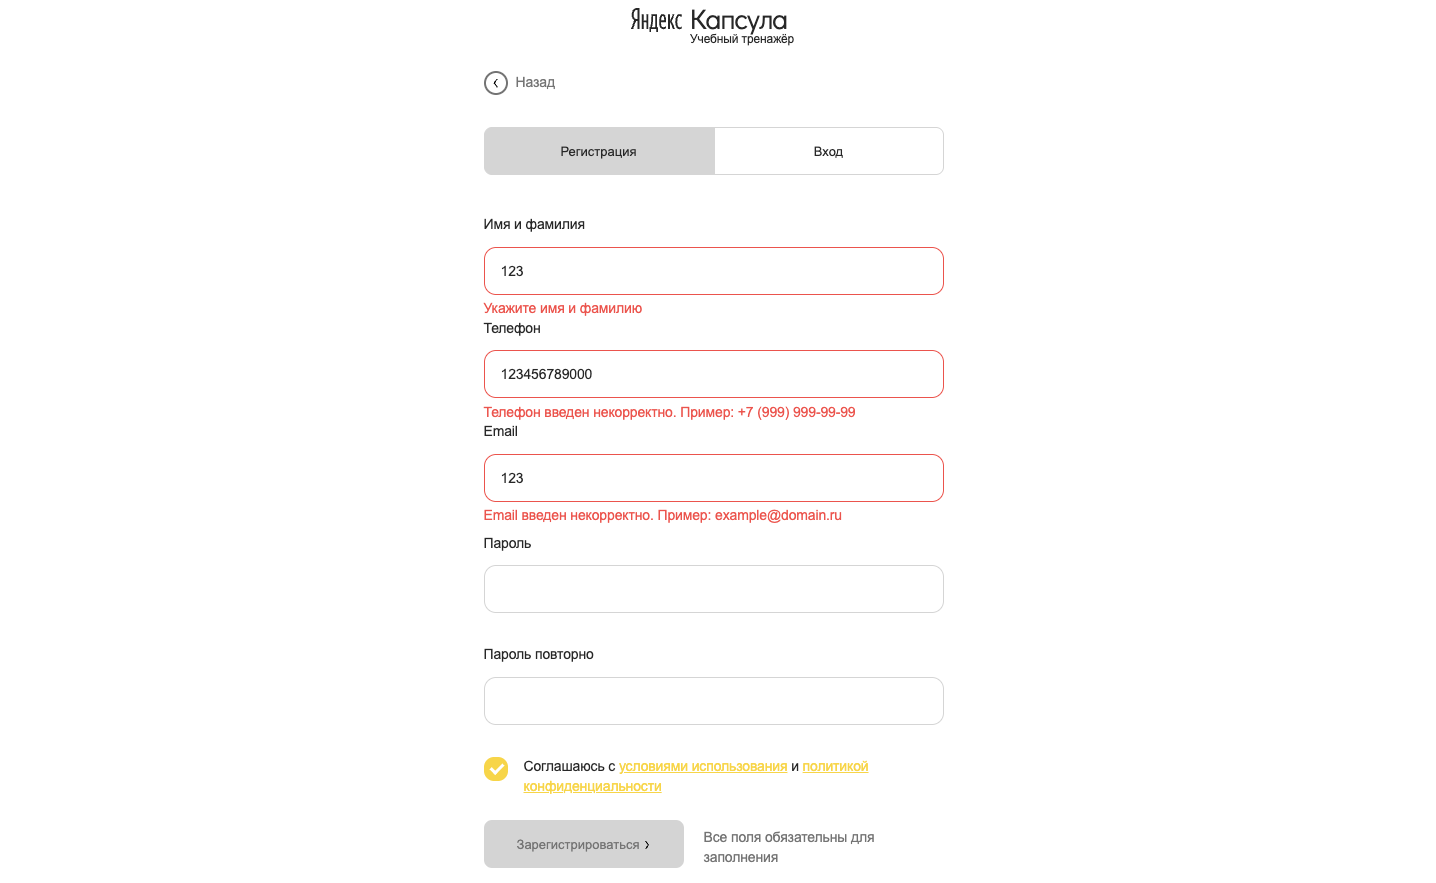 Яндекс Капсула
Учебный тренажёр
Назад
Регистрация
Вход
Имя и фамилия
123
Укажите имя и фамилию
Телефон
123456789000
Телефон введен некорректно. Пример: +7 (999) 999-99-99
Email
123
Email введен некорректно. Пример: example@domain.ru
Пароль
Пароль повторно
Соглашаюсь с условиями использования и политикой
конфиденциальности
Зарегистрироваться
Все поля обязательны для
заполнения